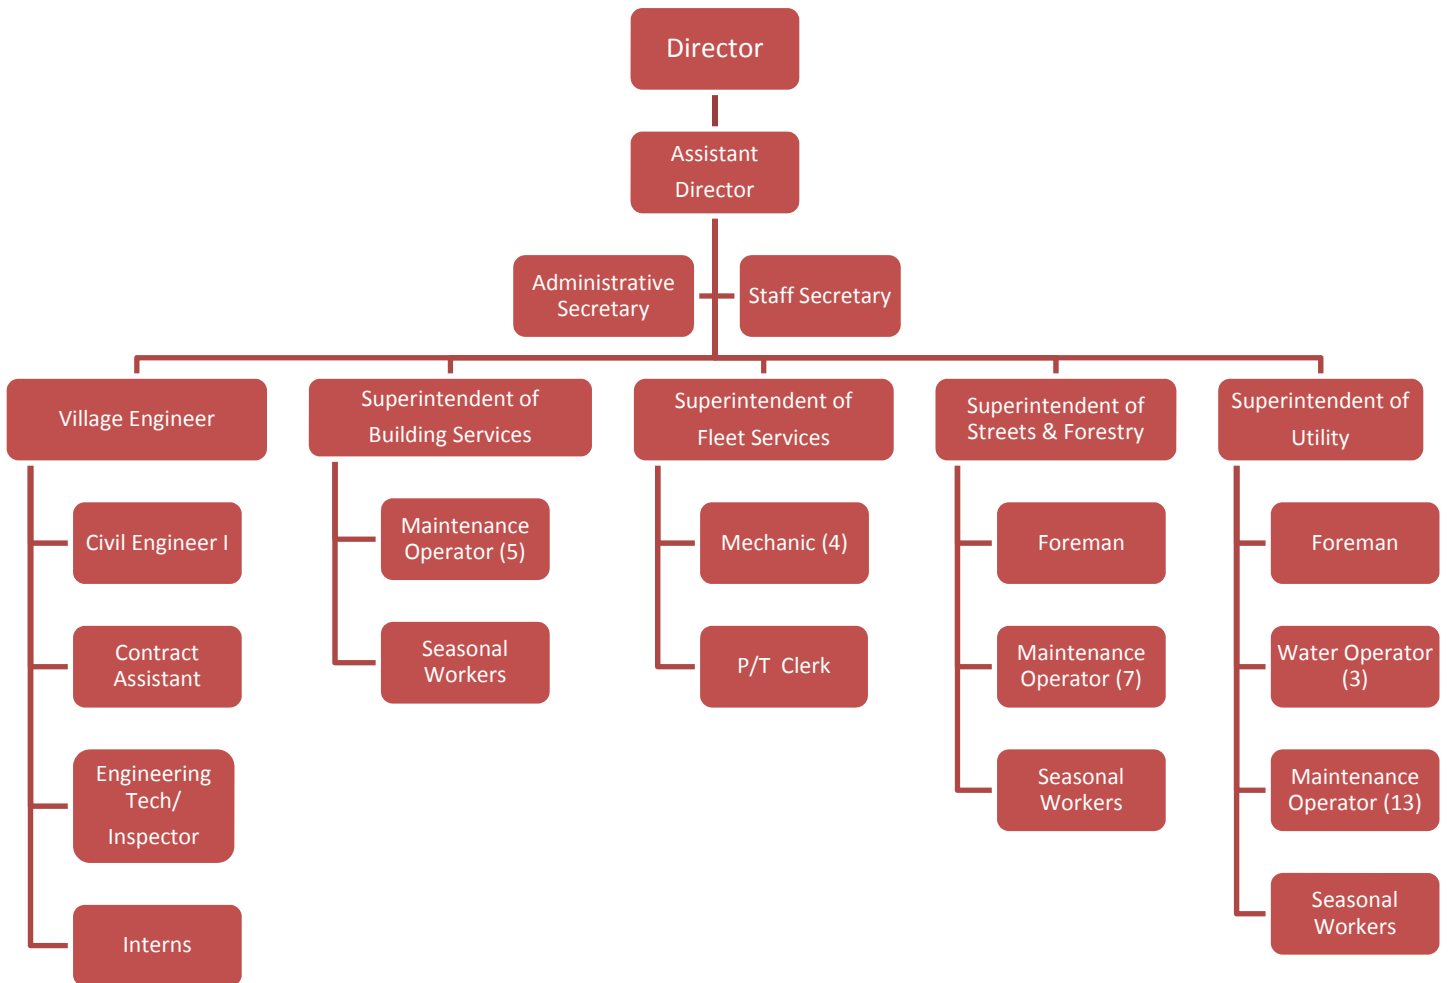 Director
Assistant
Director
Administrative
Secretary
Staff Secretary
Village Engineer
Superintendent of
Building Services
Superintendent of
Fleet Services
Superintendent of
Streets & Forestry
Superintendent of
Utility
Civil Engineer I
Contract
Assistant
Engineering
Tech/
Inspector
Interns
Maintenance
Operator (5)
Seasonal
Workers
Mechanic (4)
P/T Clerk
Foreman
Maintenance
Operator (7)
Seasonal
Workers
Foreman
Water Operator
(3)
Maintenance
Operator (13)
Seasonal
Workers